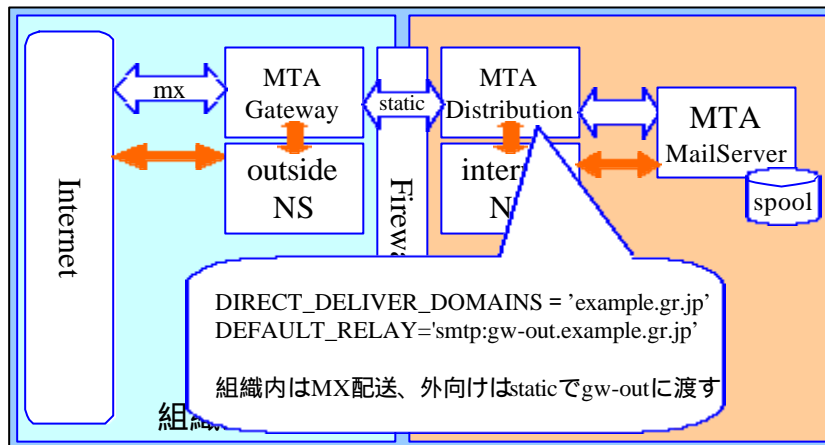 Internet
mx
MTA
Gateway
outside
NS
static
MTA
Distribution
MTA
MailServer
spool
DIRECT_DELIVER_DOMAINS = ’example.gr.jp’
DEFAULT_RELAY='smtp:gw-out.example.gr.jp’
組織内はMX配送、外向けはstaticでgw-outに渡す